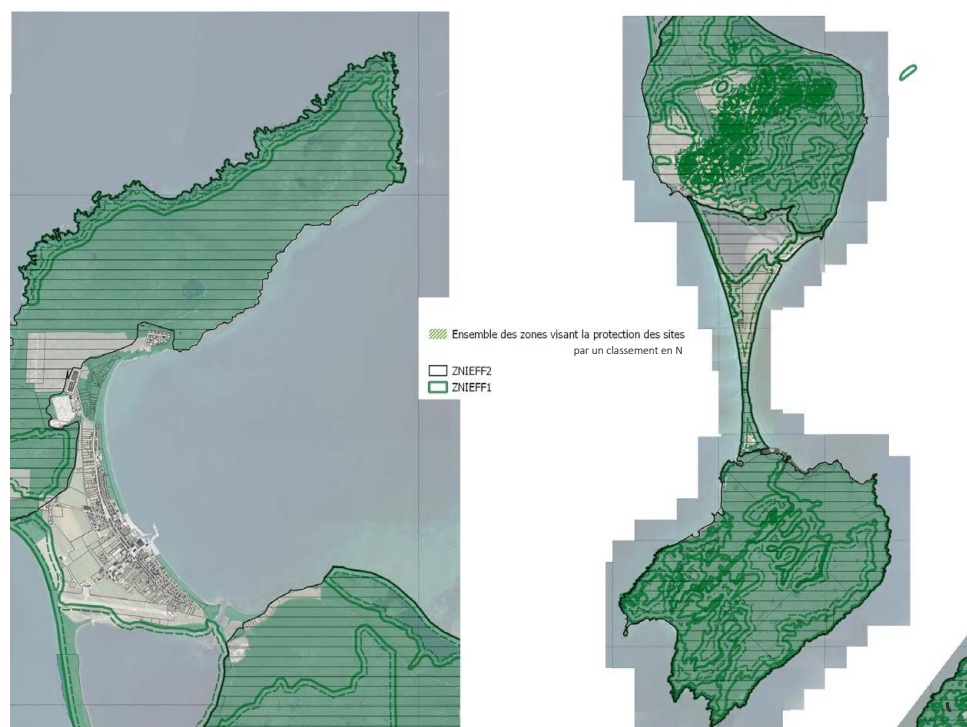 Ensemble des zones visant la protection des sites
par un classement en N
ZNIEFF2
ZNIEFF1